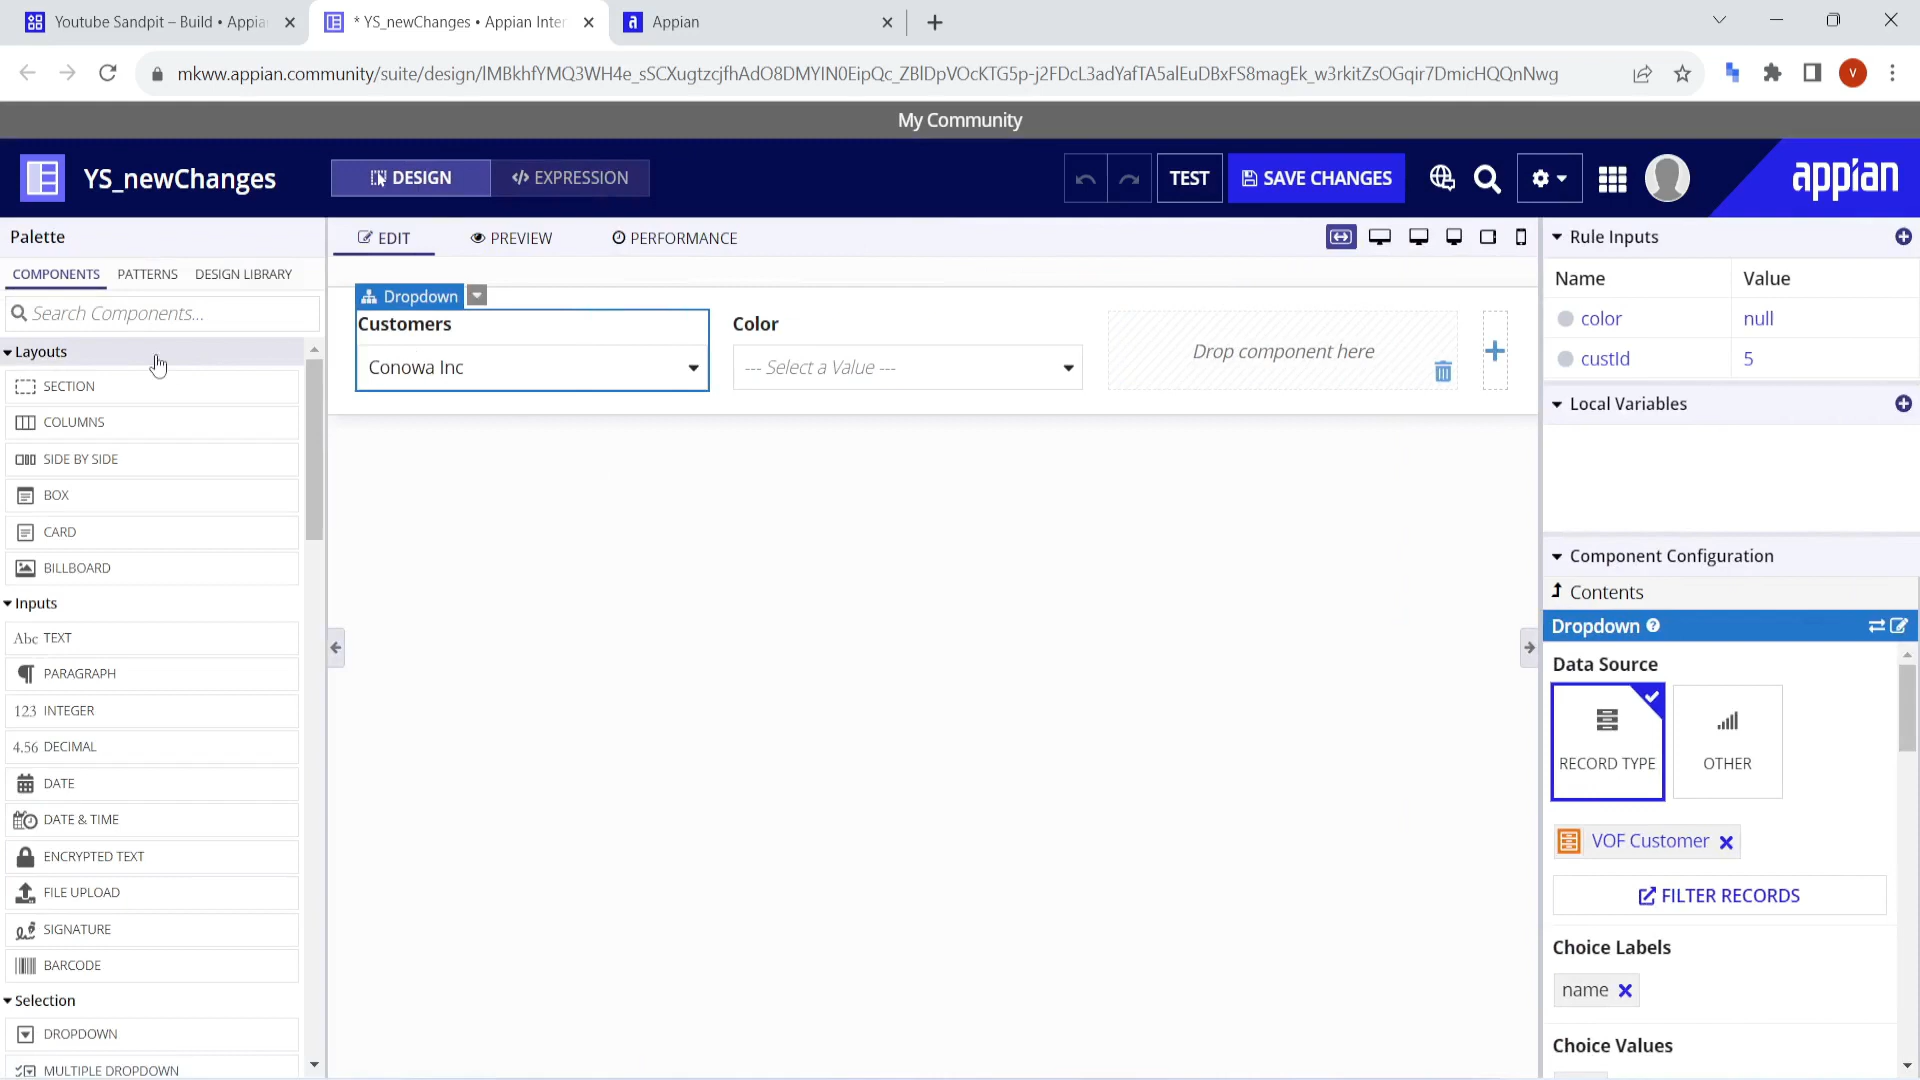 Youtube Sandpit – Build • Appia
* YS_newChanges • Appian Inter
Appian
mkww.appian.community/suite/design/
V
My Community
YS_newChanges
DESIGN
</> EXPRESSION
TEST
SAVE CHANGES
appian
Palette
COMPONENTS
PATTERNS
DESIGN LIBRARY
Search Components...
Layouts
SECTION
COLUMNS
SIDE BY SIDE
BOX
CARD
BILLBOARD
Inputs
Abc TEXT
PARAGRAPH
123 INTEGER
4.56 DECIMAL
DATE
DATE & TIME
ENCRYPTED TEXT
FILE UPLOAD
SIGNATURE
BARCODE
Selection
DROPDOWN
MULTIPLE DROPDOWN
EDIT
PREVIEW
PERFORMANCE
Dropdown
Customers
Conowa Inc
Color
--- Select a Value ---
Drop component here
Rule Inputs
Name Value
color null
custId 5
Local Variables
Component Configuration
Contents
Dropdown
Data Source
RECORD TYPE
OTHER
VOF Customer
FILTER RECORDS
Choice Labels
name
Choice Values